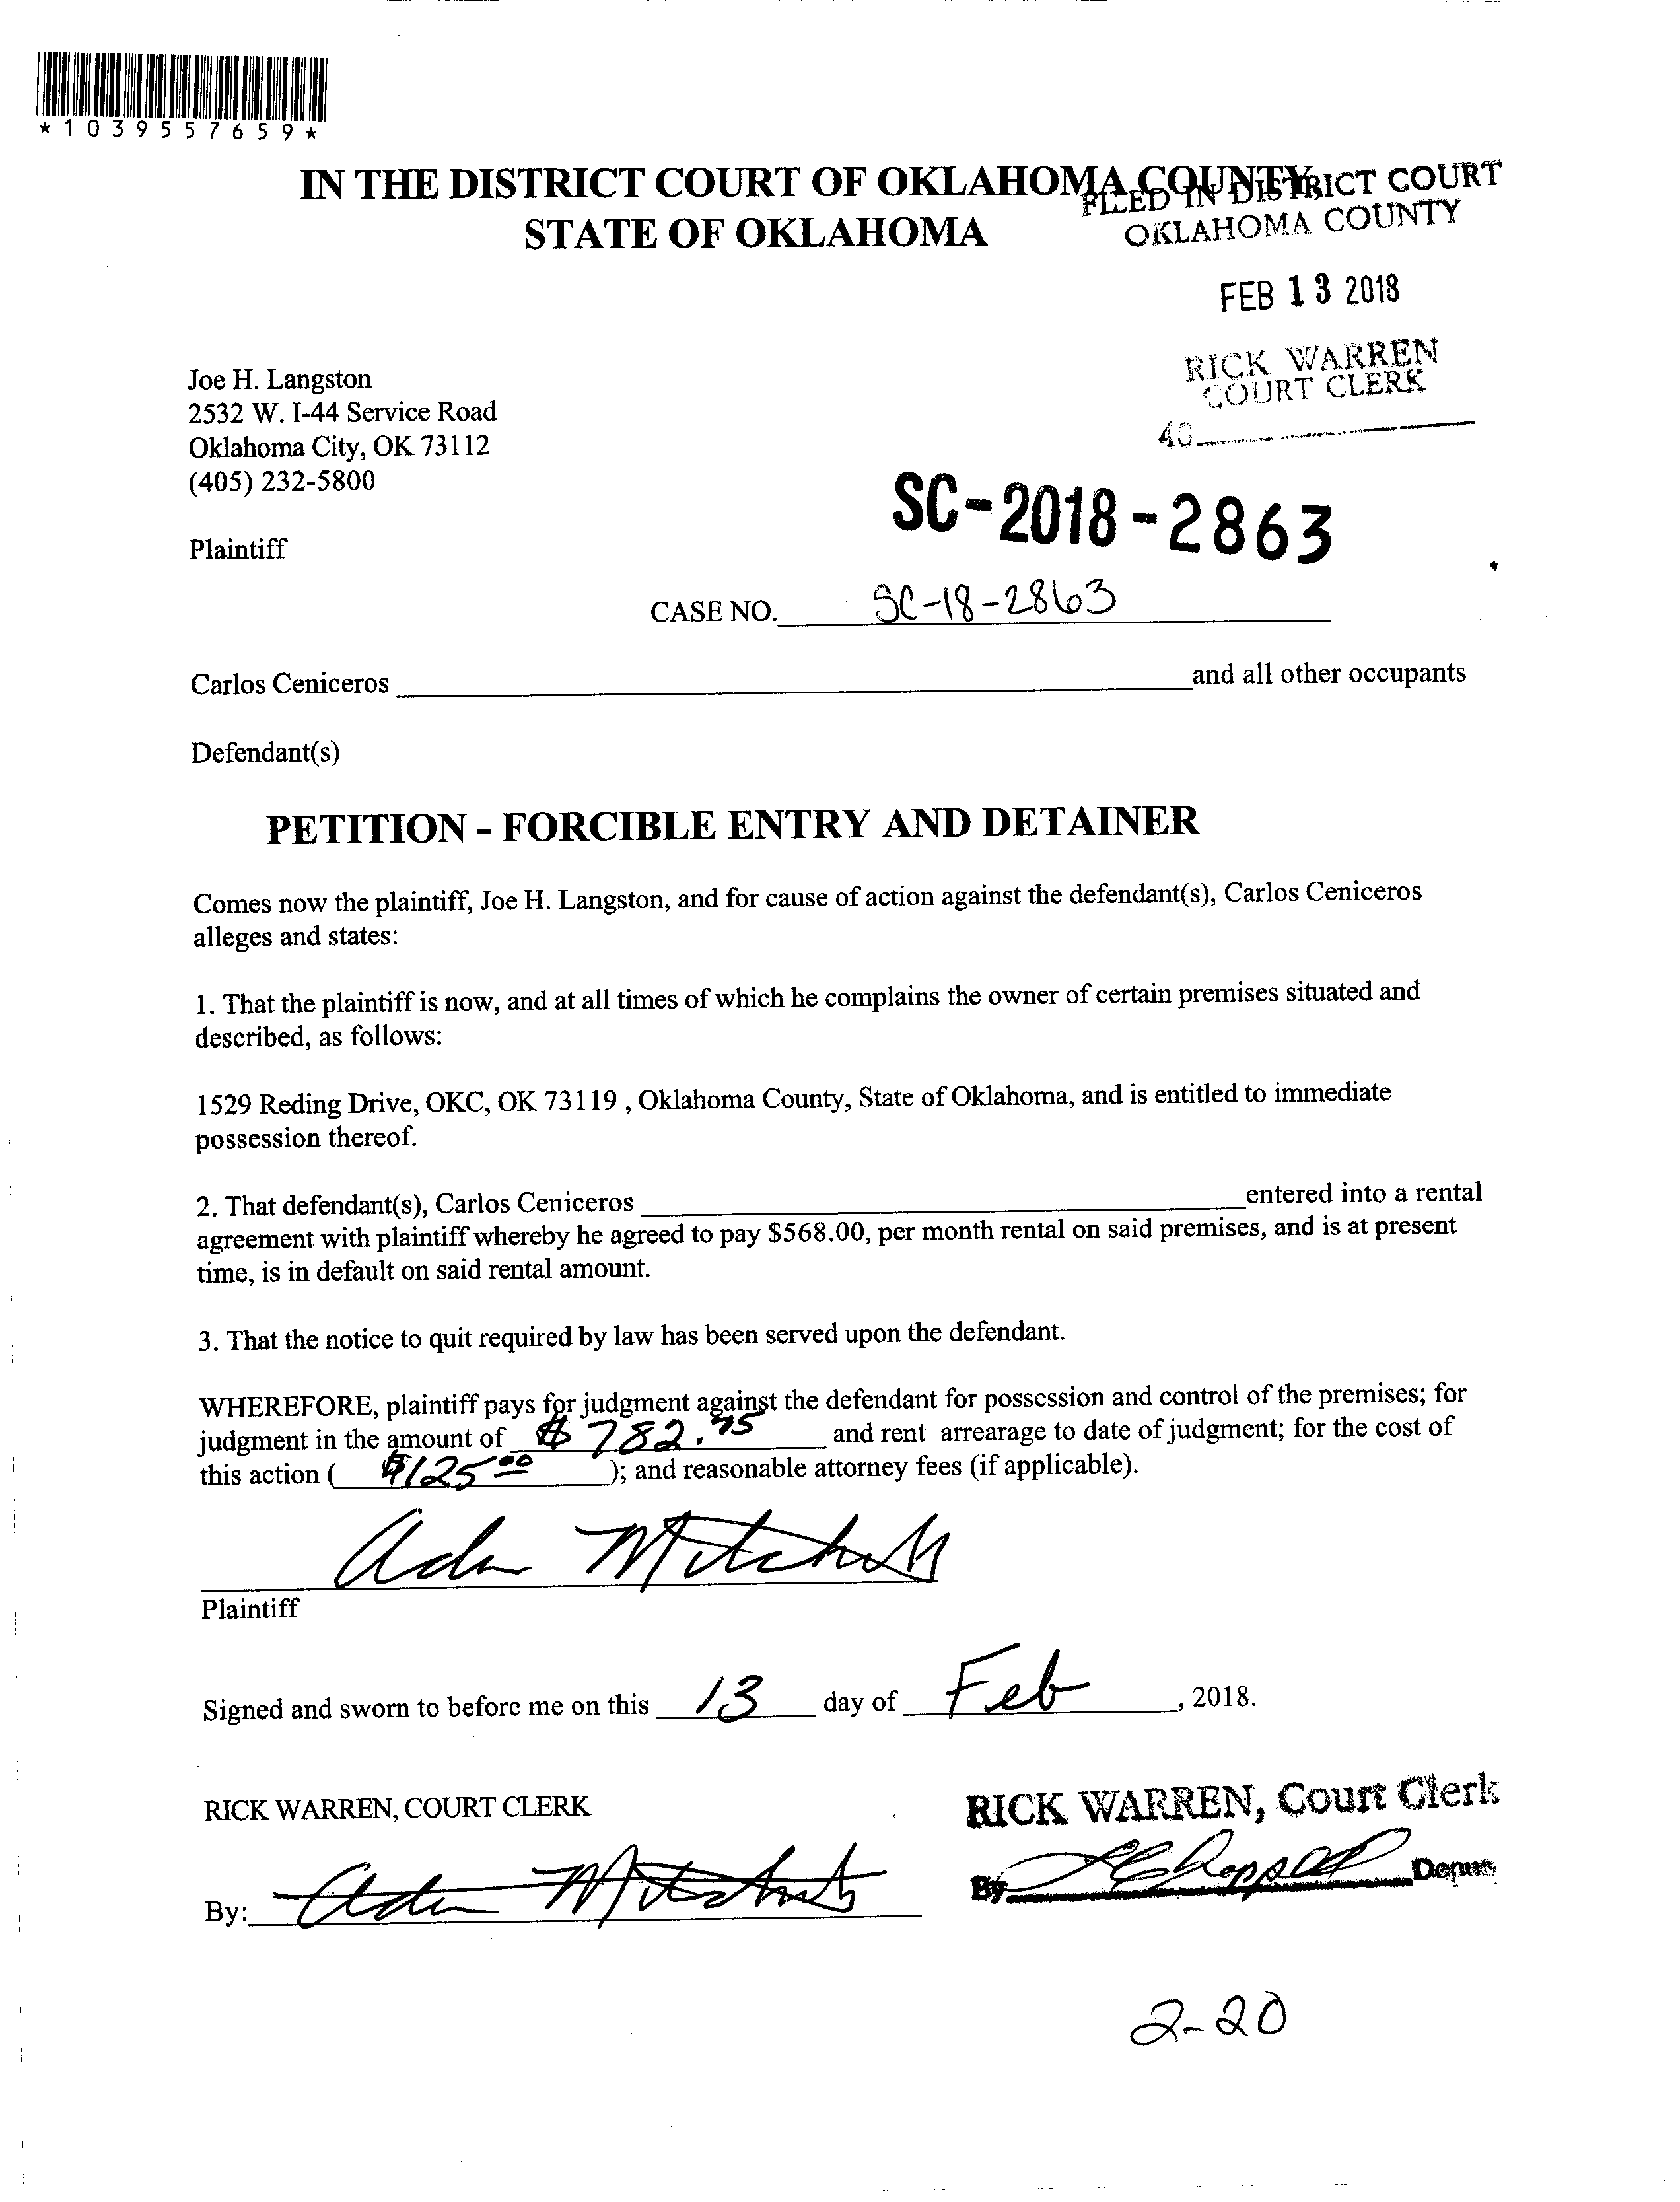 *1039557659*
IN THE DISTRICT COURT OF OKLAHOMA COUNTY
STATE OF OKLAHOMA
FILED IN DISTRICT COURT
OKLAHOMA COUNTY
FEB 13 2018
RICK WARREN
COURT CLERK
40
Joe H. Langston
2532 W. I-44 Service Road
Oklahoma City, OK 73112
(405) 232-5800
SC-2018-2863
Plaintiff
CASE NO. SC-18-2863
Carlos Ceniceros and all other occupants
Defendant(s)
PETITION - FORCIBLE ENTRY AND DETAINER
Comes now the plaintiff, Joe H. Langston, and for cause of action against the defendant(s), Carlos Ceniceros
alleges and states:
1. That the plaintiff is now, and at all times of which he complains the owner of certain premises situated and
described, as follows:
1529 Reding Drive, OKC, OK 73119 , Oklahoma County, State of Oklahoma, and is entitled to immediate
possession thereof.
2. That defendant(s), Carlos Ceniceros entered into a rental
agreement with plaintiff whereby he agreed to pay $568.00, per month rental on said premises, and is at present
time, is in default on said rental amount.
3. That the notice to quit required by law has been served upon the defendant.
WHEREFORE, plaintiff pays for judgment against the defendant for possession and control of the premises; for
judgment in the amount of $782.75 and rent arrearage to date of judgment; for the cost of
this action ( $125.00 ); and reasonable attorney fees (if applicable).
Plaintiff
Signed and sworn to before me on this 13 day of Feb , 2018.
RICK WARREN, COURT CLERK
RICK WARREN, Court Clerk
By:
By Deputy
2-20